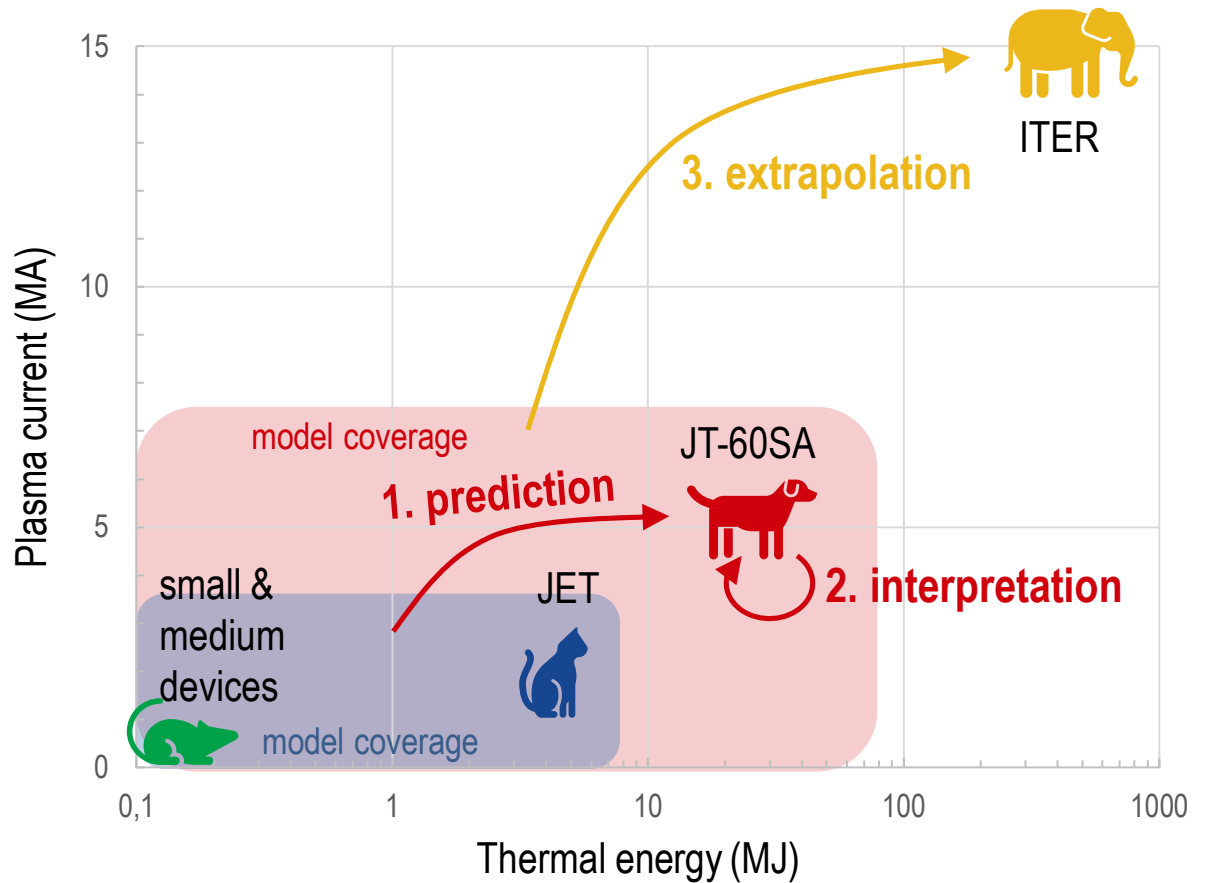 15
10
5
0
Plasma current (MA)
ITER
3. extrapolation
model coverage
JT-60SA
1. prediction
2. interpretation
small &
medium
devices
JET
model coverage
0,1
1
10
100
1000
Thermal energy (MJ)